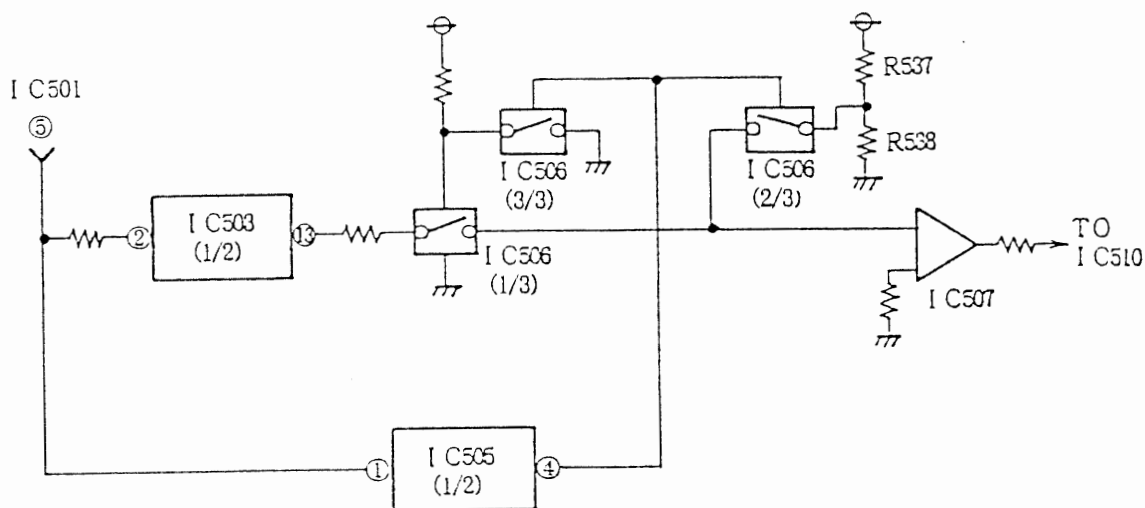 IC501
⑤
② IC503 ⑬
(1/2)
IC506
(3/3)
IC506
(1/3)
IC506
(2/3)
R537
R538
IC507
TO
IC510
① IC505 ④
(1/2)